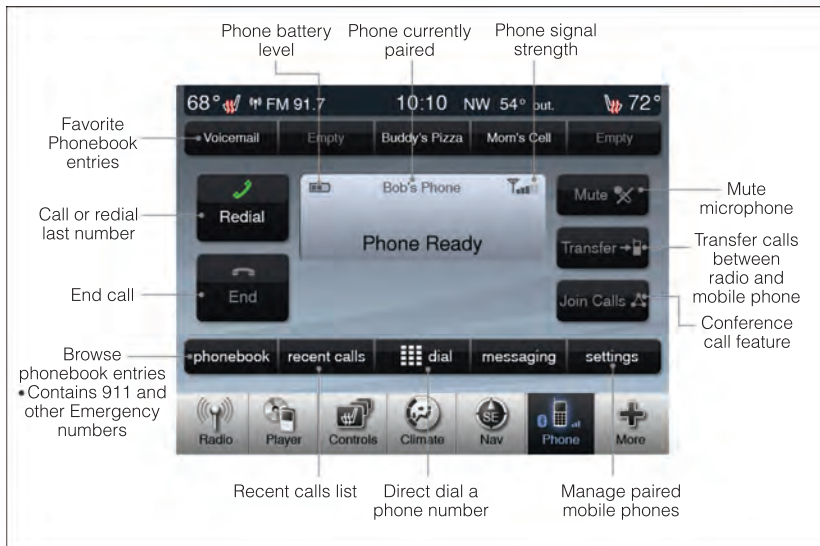 Phone battery
level
Phone currently
paired
Phone signal
strength
68° FM 91.7 10:10 NW 54° out. 72°
Favorite
Phonebook
entries
Voicemail Empty Buddy's Pizza Mom's Cell Empty
Call or redial
last number
Redial
Bob's Phone
Phone Ready
Mute
Mute
microphone
Transfer
Transfer calls
between
radio and
mobile phone
End call
End
Join Calls
Conference
call feature
Browse
phonebook entries
•Contains 911 and
other Emergency
numbers
phonebook recent calls dial messaging settings
Radio Player Controls Climate SE Nav Phone More
Recent calls list
Direct dial a
phone number
Manage paired
mobile phones